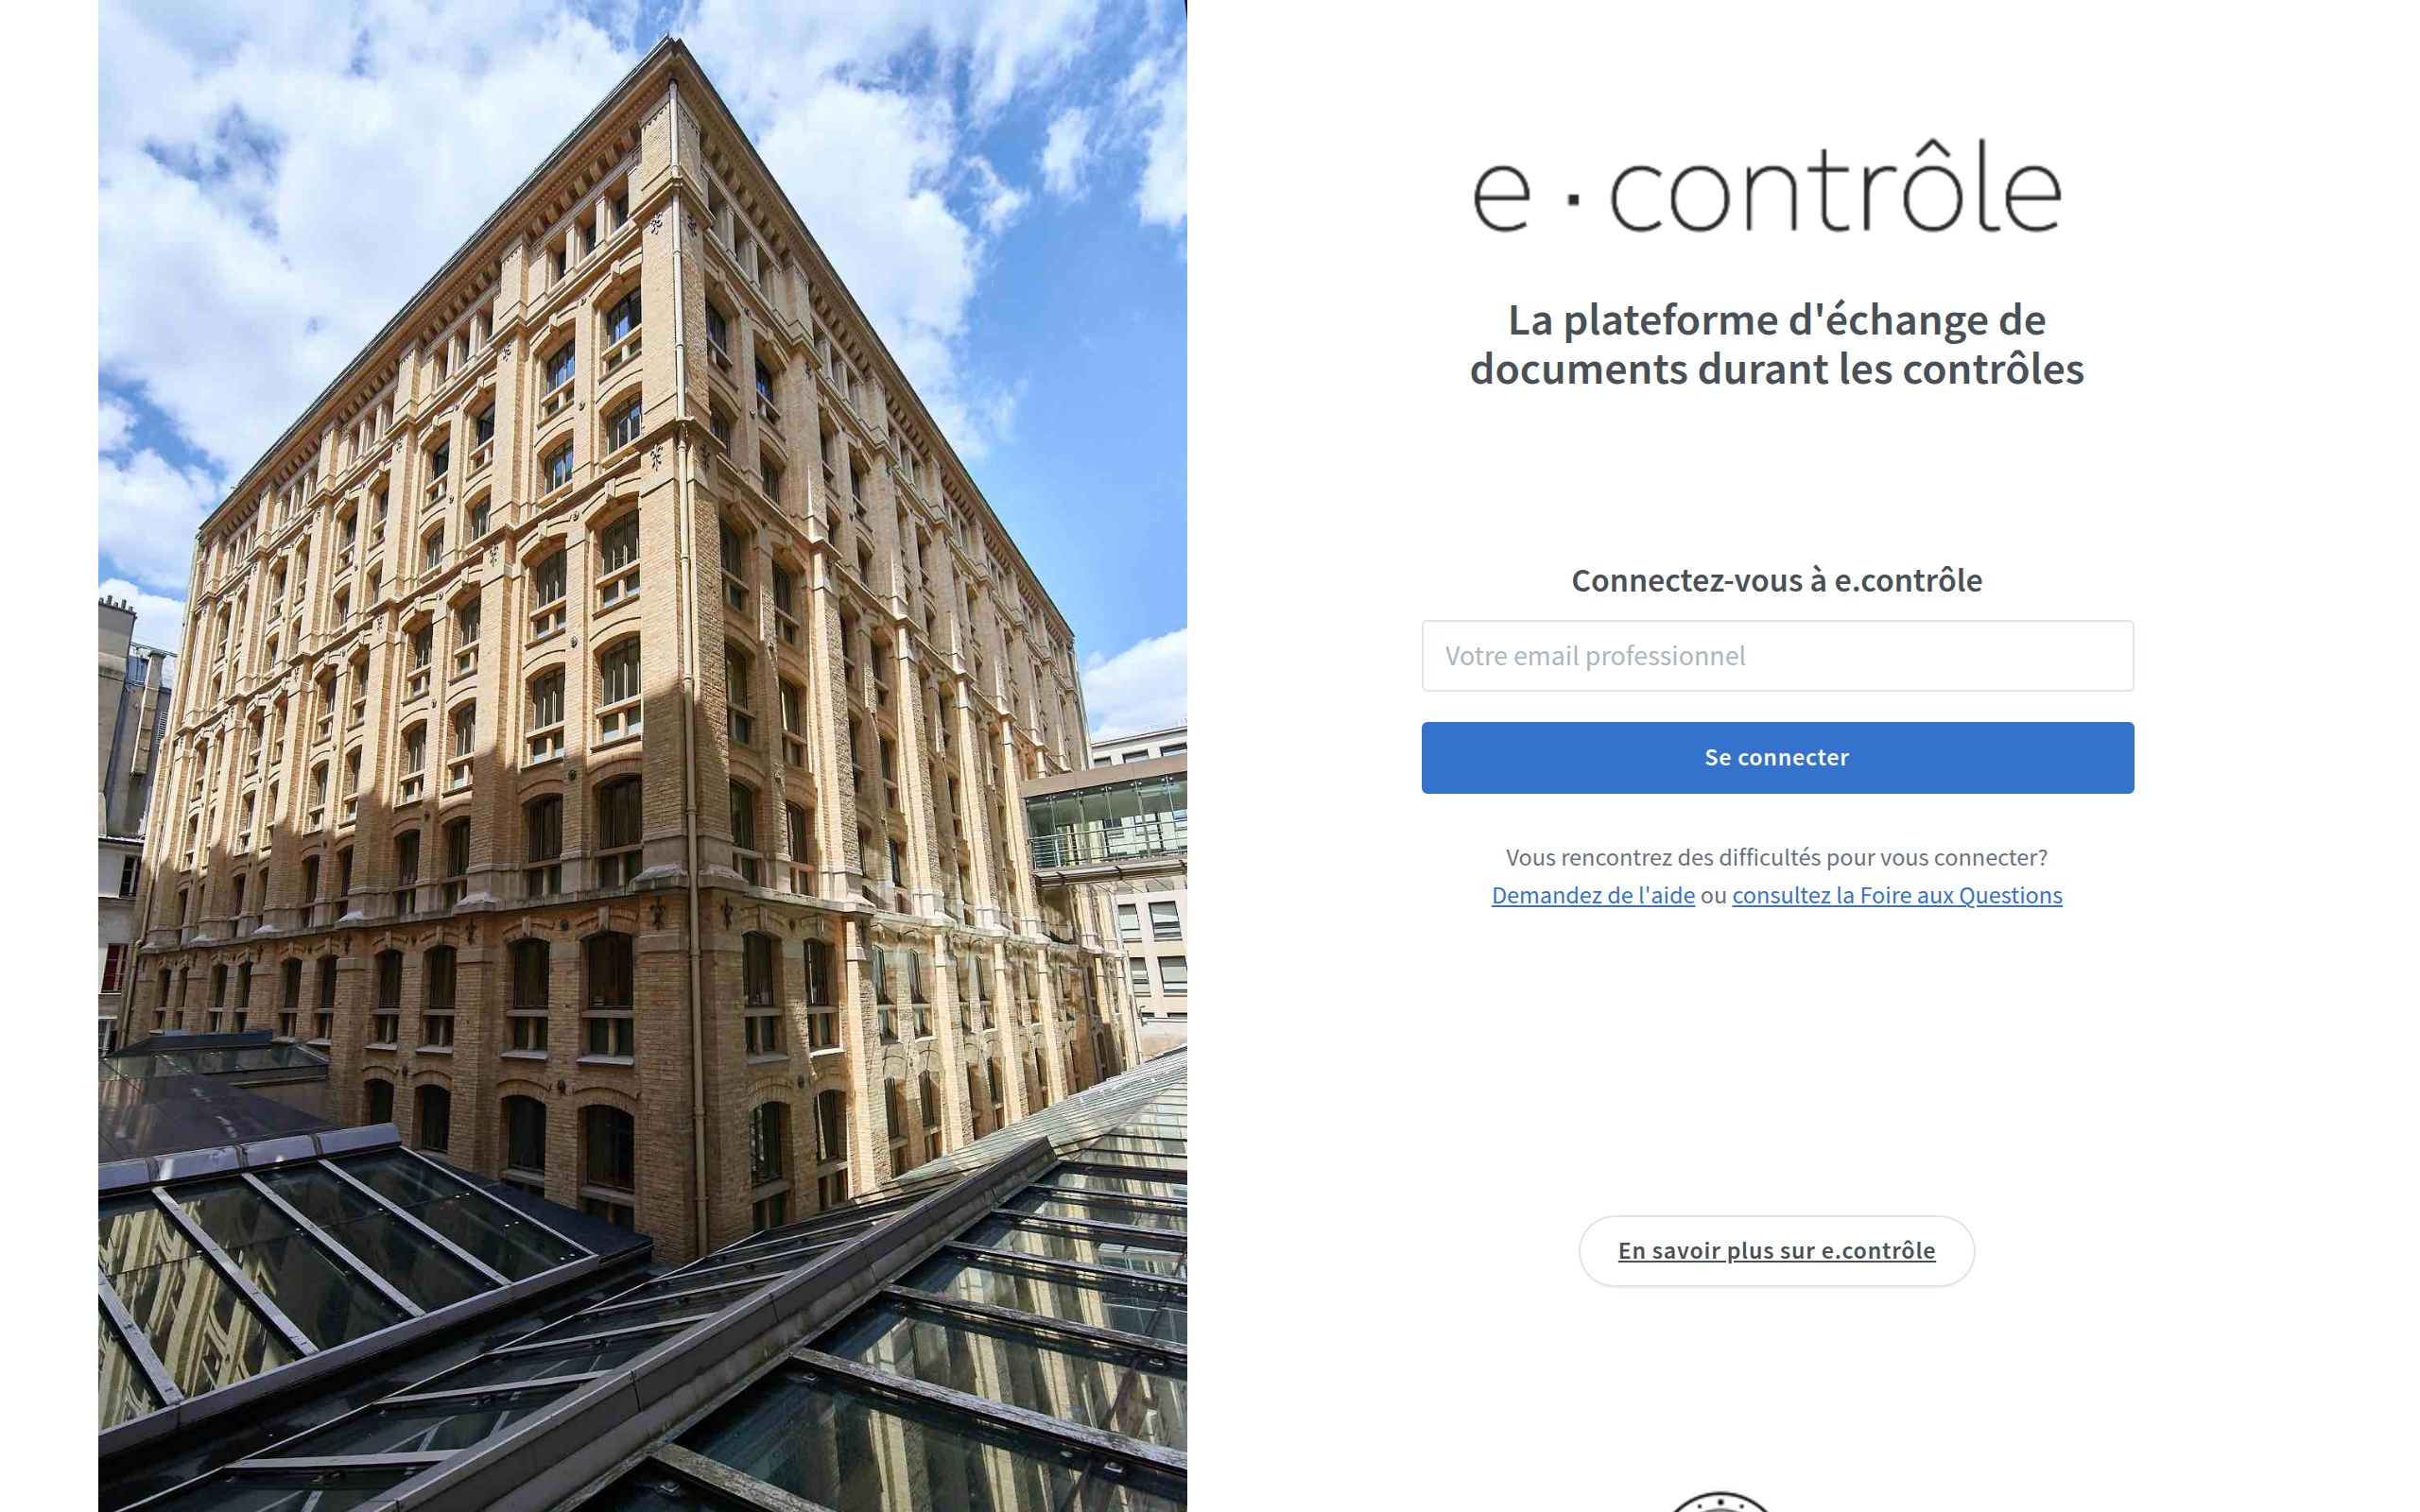 e · contrôle
La plateforme d'échange de
documents durant les contrôles
Connectez-vous à e.contrôle
Votre email professionnel
Se connecter
Vous rencontrez des difficultés pour vous connecter?
Demandez de l'aide ou consultez la Foire aux Questions
En savoir plus sur e.contrôle